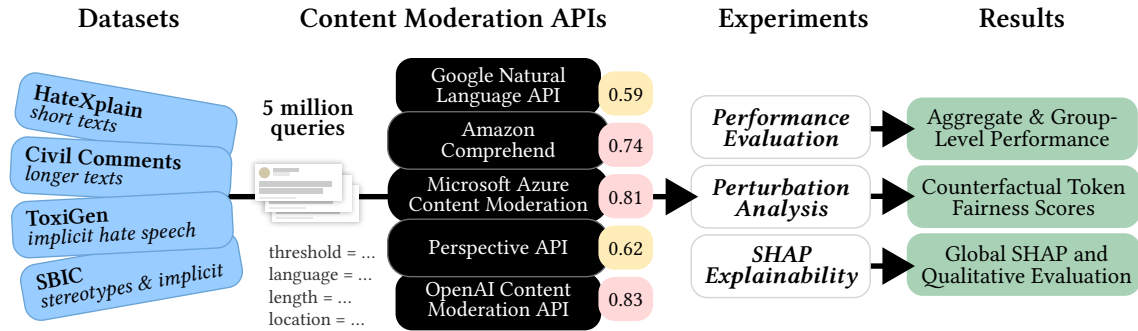 Datasets
HateXplain
short texts
Civil Comments
longer texts
ToxiGen
implicit hate speech
SBIC
stereotypes & implicit
5 million
queries
threshold = ...
language = ...
length = ...
location = ...
Content Moderation APIs
Google Natural
Language API
0.59
Amazon
Comprehend
0.74
Microsoft Azure
Content Moderation
0.81
Perspective API
0.62
OpenAI Content
Moderation API
0.83
Experiments
Performance
Evaluation
Perturbation
Analysis
SHAP
Explainability
Results
Aggregate & Group-
Level Performance
Counterfactual Token
Fairness Scores
Global SHAP and
Qualitative Evaluation